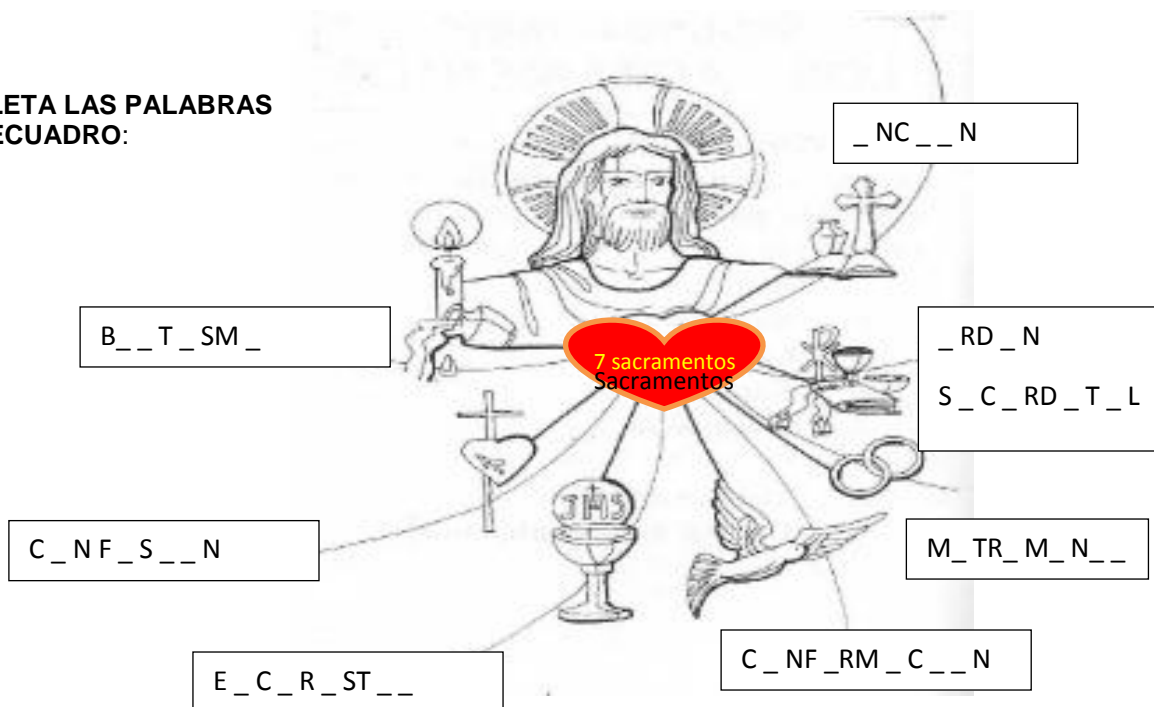 LETA LAS PALABRAS
ECUADRO:
_ NC _ _ N
B_ _ T _ SM _
_ RD _ N
S _ C _ RD _ T _ L
7 sacramentos
Sacramentos
C _ N F _ S _ _ N
JHS
M_ TR_ M_ N_ _
C _ NF _RM _ C _ _ N
E _ C _ R _ ST _ _